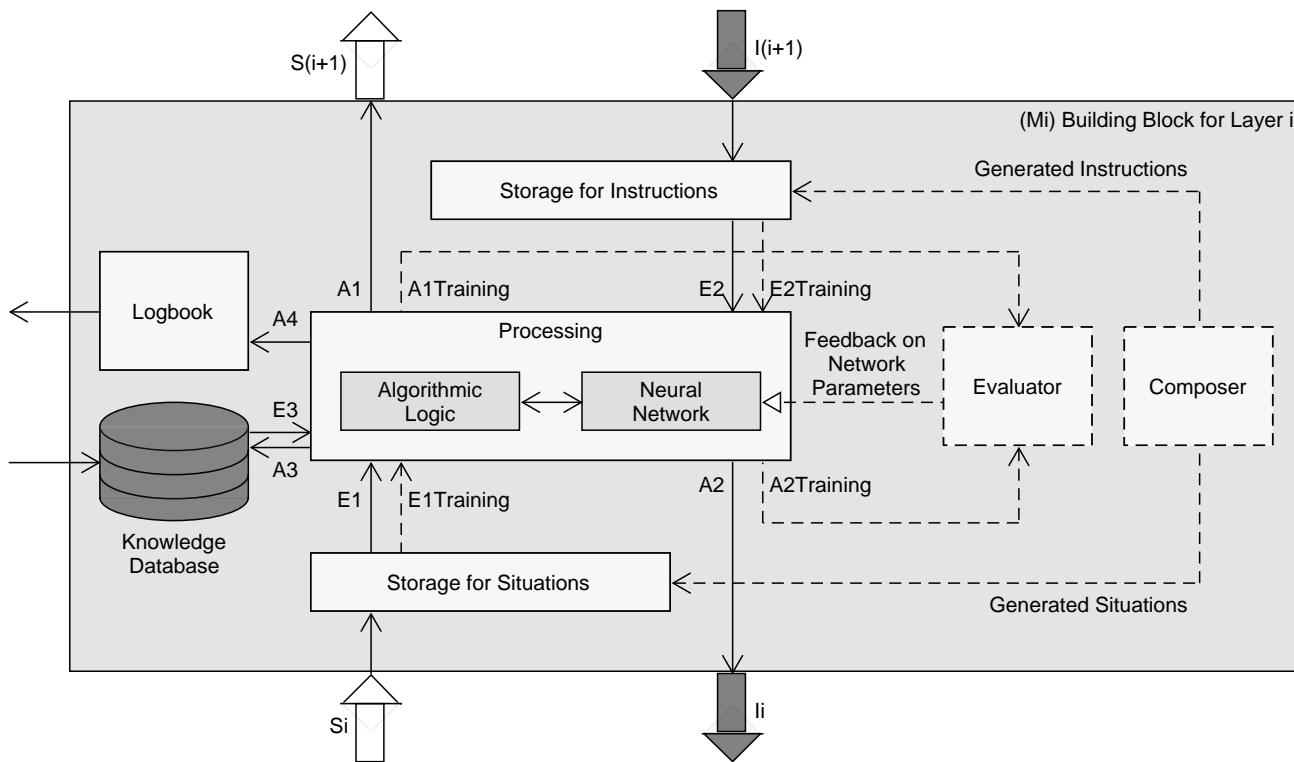 S(i+1)
I(i+1)
(Mi) Building Block for Layer i
Generated Instructions
Storage for Instructions
Logbook
A1
A1Training
E2
E2Training
A4
Processing
Feedback on
Network
Parameters
Algorithmic
Logic
Neural
Network
Evaluator
Composer
E3
A3
E1
E1Training
A2
A2Training
Knowledge
Database
Storage for Situations
Generated Situations
Si
Ii